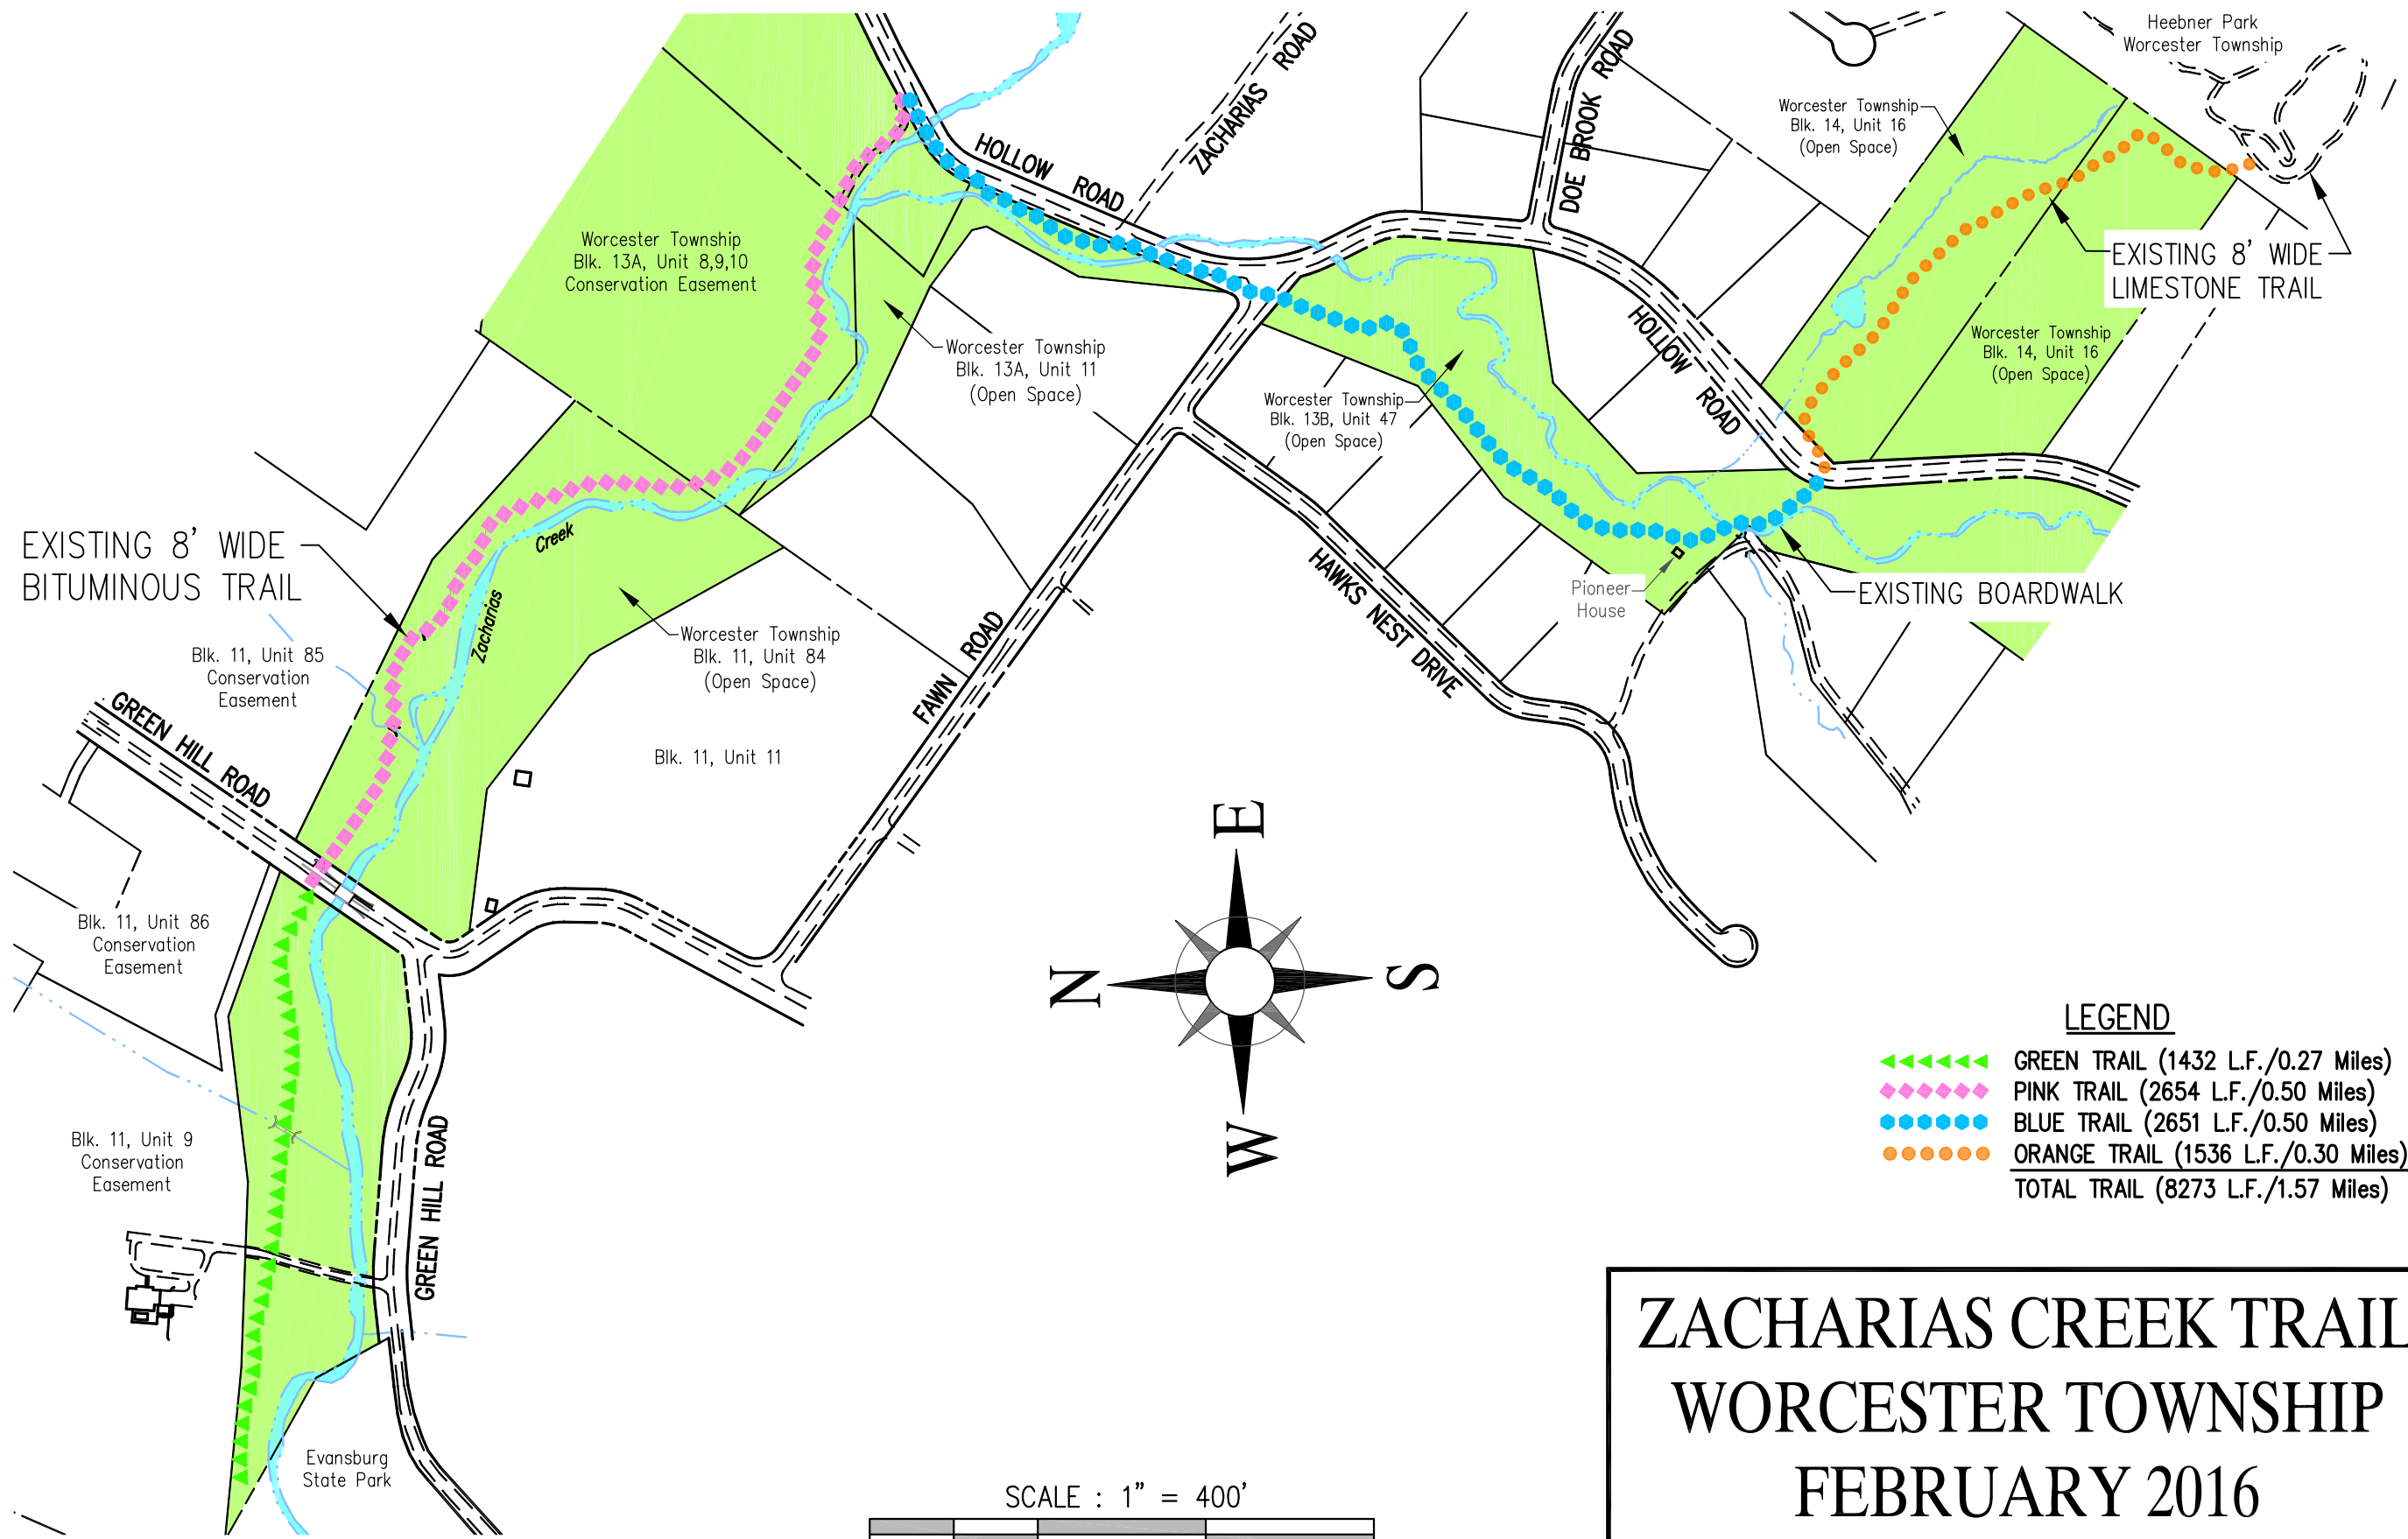 Heebner Park
Worcester Township
HOLLOW ROAD
ZACHARIAS ROAD
DOE BROOK ROAD
Worcester Township
Blk. 14, Unit 16
(Open Space)
Worcester Township
Blk. 13A, Unit 8,9,10
Conservation Easement
EXISTING 8' WIDE
LIMESTONE TRAIL
Worcester Township
Blk. 13A, Unit 11
(Open Space)
HOLLOW ROAD
Worcester Township
Blk. 14, Unit 16
(Open Space)
Worcester Township
Blk. 13B, Unit 47
(Open Space)
EXISTING 8' WIDE
BITUMINOUS TRAIL
Creek
Zacharias
Pioneer
House
EXISTING BOARDWALK
HAWKS NEST DRIVE
Blk. 11, Unit 85
Conservation
Easement
Worcester Township
Blk. 11, Unit 84
(Open Space)
FAWN ROAD
GREEN HILL ROAD
Blk. 11, Unit 11
Blk. 11, Unit 86
Conservation
Easement
E
N
S
W
Blk. 11, Unit 9
Conservation
Easement
GREEN HILL ROAD
Evansburg
State Park
LEGEND
GREEN TRAIL (1432 L.F./0.27 Miles)
PINK TRAIL (2654 L.F./0.50 Miles)
BLUE TRAIL (2651 L.F./0.50 Miles)
ORANGE TRAIL (1536 L.F./0.30 Miles)
TOTAL TRAIL (8273 L.F./1.57 Miles)
SCALE : 1" = 400'
ZACHARIAS CREEK TRAIL
WORCESTER TOWNSHIP
FEBRUARY 2016